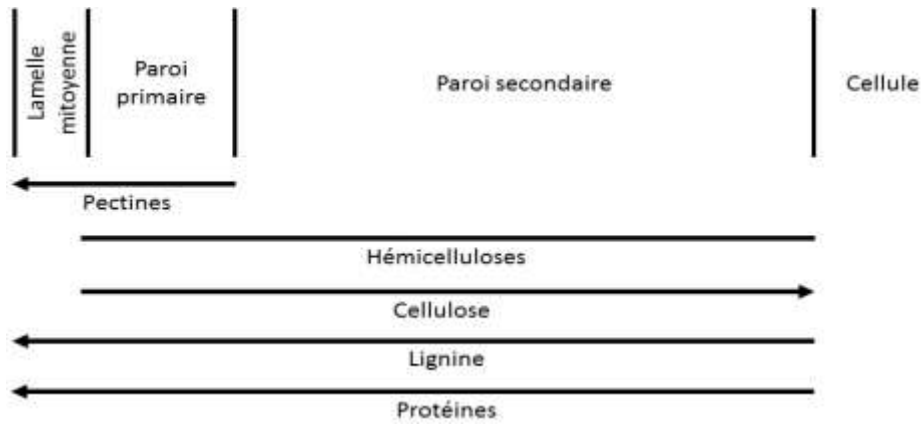 Lamelle
mitoyenne
Paroi
primaire
Paroi secondaire
Cellule
Pectines
Hémicelluloses
Cellulose
Lignine
Protéines